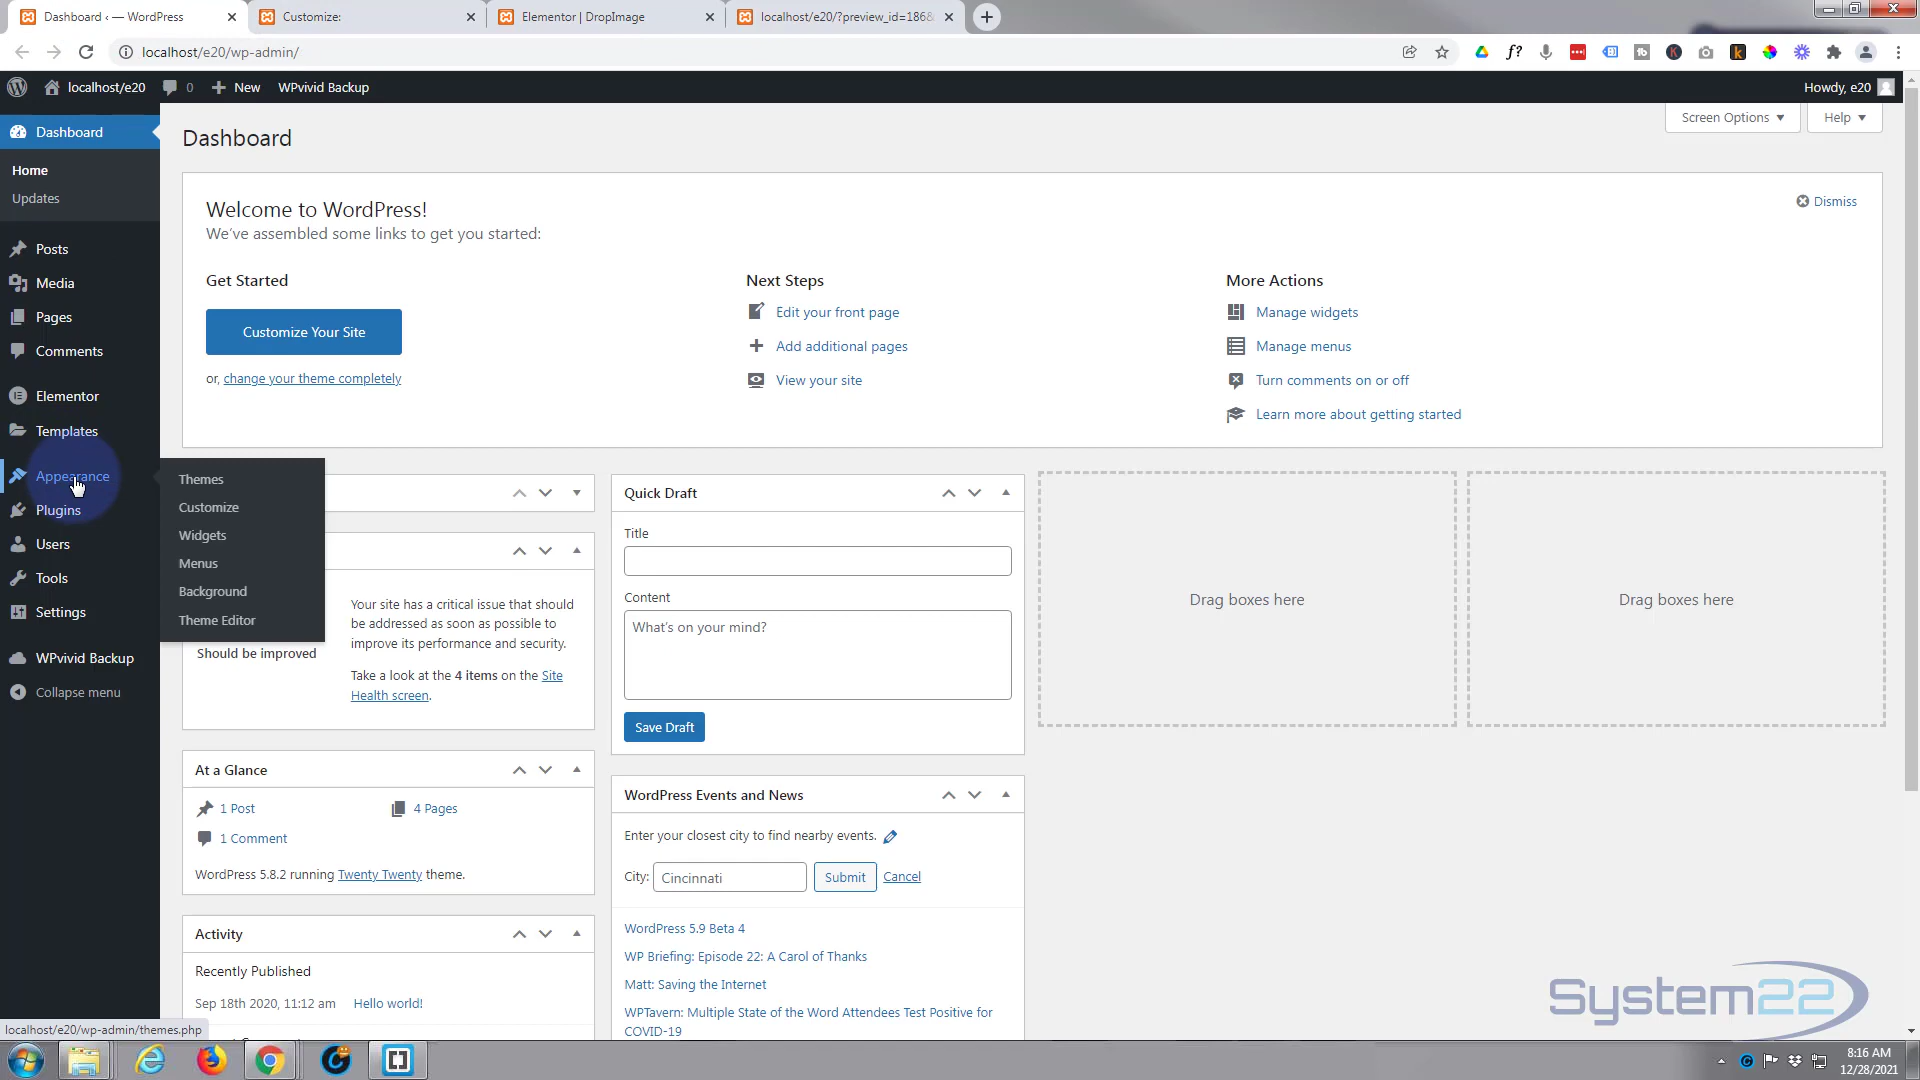 Dashboard ‹ — WordPress
Customize:
Elementor | DropImage
localhost/e20/?preview_id=186&
localhost/e20/wp-admin/
localhost/e20
0
New
WPvivid Backup
Howdy, e20
Dashboard
Home
Updates
Posts
Media
Pages
Comments
Elementor
Templates
Appearance
Plugins
Users
Tools
Settings
WPvivid Backup
Collapse menu
Themes
Customize
Widgets
Menus
Background
Theme Editor
Dashboard
Screen Options
Help
Welcome to WordPress!
We've assembled some links to get you started:
Dismiss
Get Started
Customize Your Site
or, change your theme completely
Next Steps
Edit your front page
Add additional pages
View your site
More Actions
Manage widgets
Manage menus
Turn comments on or off
Learn more about getting started
Should be improved
Your site has a critical issue that should
be addressed as soon as possible to
improve its performance and security.
Take a look at the 4 items on the Site
Health screen.
At a Glance
1 Post
4 Pages
1 Comment
WordPress 5.8.2 running Twenty Twenty theme.
Activity
Recently Published
Sep 18th 2020, 11:12 am
Hello world!
Quick Draft
Title
Content
What's on your mind?
Save Draft
WordPress Events and News
Enter your closest city to find nearby events.
City:
Cincinnati
Submit
Cancel
WordPress 5.9 Beta 4
WP Briefing: Episode 22: A Carol of Thanks
Matt: Saving the Internet
WPTavern: Multiple State of the Word Attendees Test Positive for
COVID-19
Drag boxes here
Drag boxes here
System22
localhost/e20/wp-admin/themes.php
8:16 AM
12/28/2021